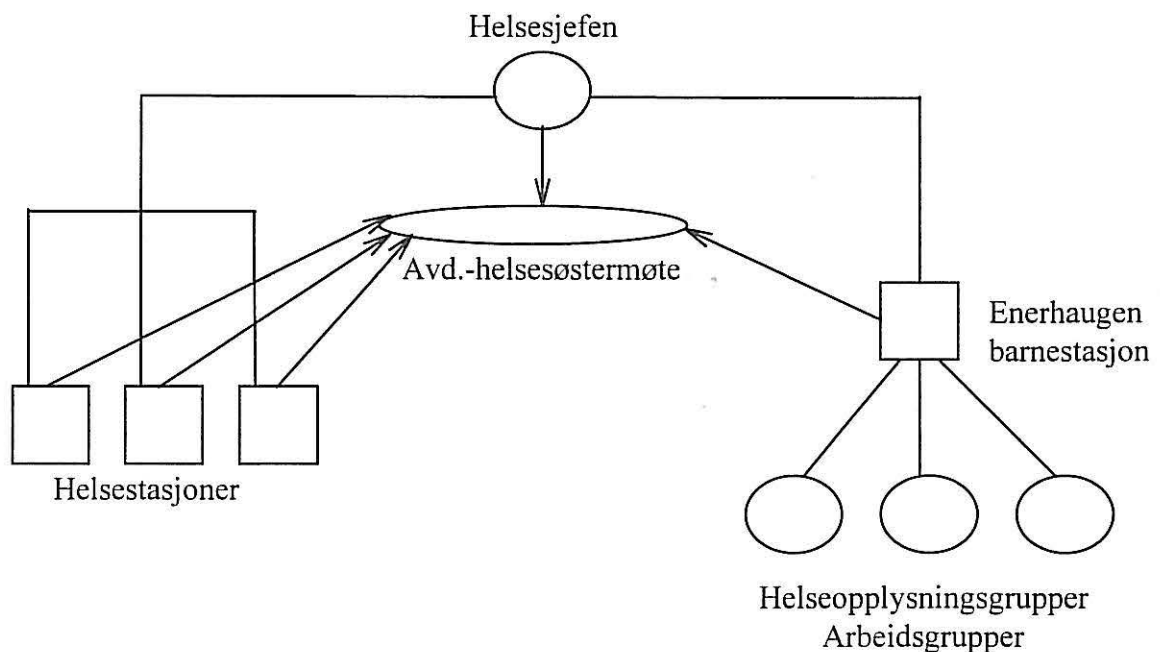 Helsesjefen
Avd.-helsesøstermøte
Enerhaugen
barnestasjon
Helsestasjoner
Helseopplysningsgrupper
Arbeidsgrupper